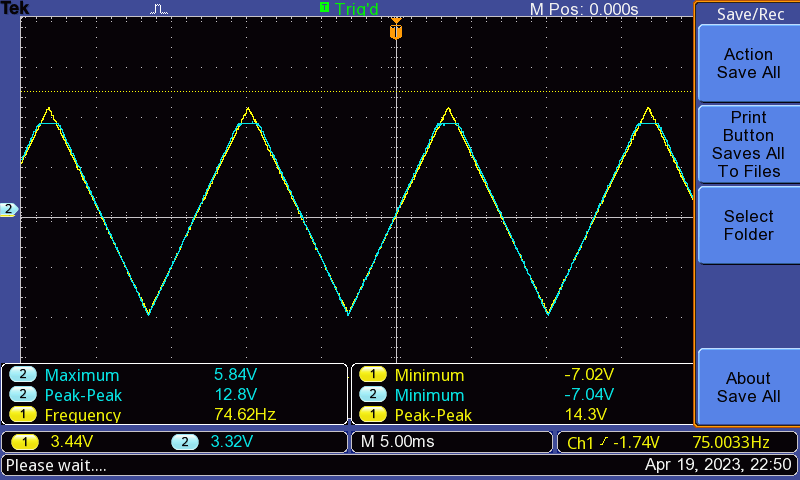 Tek
T Trig'd
M Pos: 0.000s
Save/Rec
Action
Save All
Print
Button
Saves All
To Files
Select
Folder
About
Save All
T
2
2 Maximum 5.84V
2 Peak-Peak 12.8V
1 Frequency 74.62Hz
1 Minimum -7.02V
2 Minimum -7.04V
1 Peak-Peak 14.3V
1 3.44V 2 3.32V
M 5.00ms
Ch1 -1.74V 75.0033Hz
Please wait.... Apr 19, 2023, 22:50